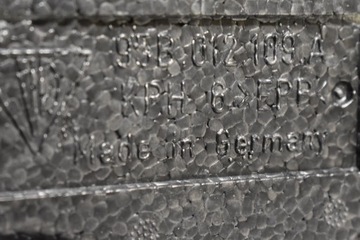 95B.012.109.A
KPH 6 >EPP<
Made in Germany